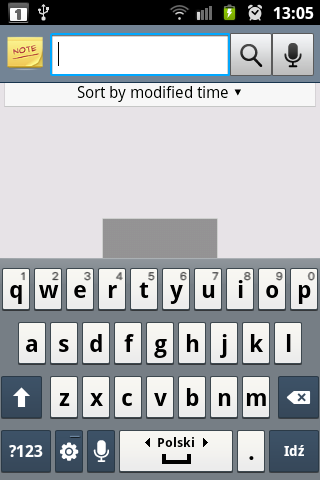 1 13:05
NOTE
Sort by modified time ▼
1 2 3 4 5 6 7 8 9 0
q w e r t y u i o p
a s d f g h j k l
z x c v b n m
?123 Polski . Idź